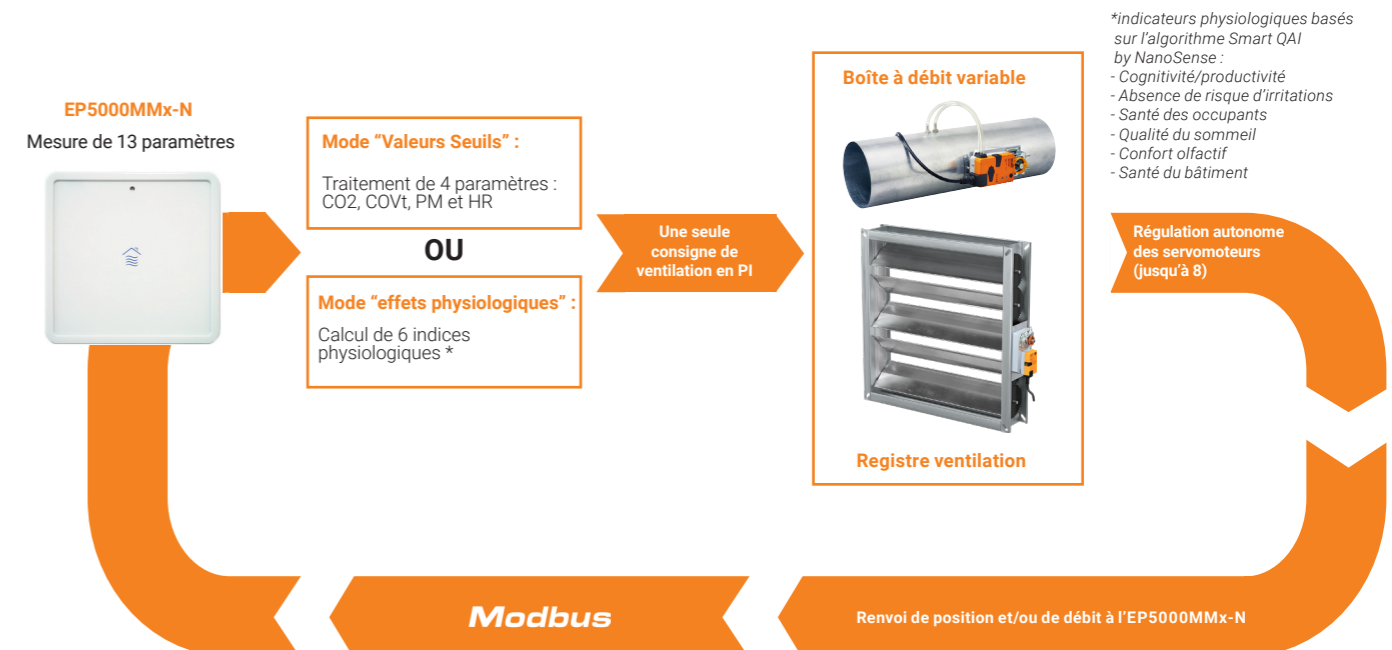 EP5000MMx-N
Mesure de 13 paramètres
Mode “Valeurs Seuils” :
Traitement de 4 paramètres :
CO2, COVt, PM et HR
OU
Mode “effets physiologiques” :
Calcul de 6 indices
physiologiques *
Une seule
consigne de
ventilation en PI
Boîte à débit variable
Registre ventilation
*indicateurs physiologiques basés
sur l’algorithme Smart QAI
by NanoSense :
- Cognitivité/productivité
- Absence de risque d’irritations
- Santé des occupants
- Qualité du sommeil
- Confort olfactif
- Santé du bâtiment
Régulation autonome
des servomoteurs
(jusqu’à 8)
Renvoi de position et/ou de débit à l’EP5000MMx-N
Modbus